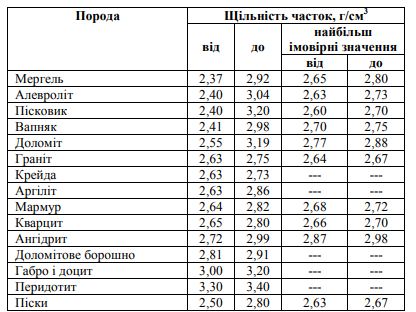 Порода Щільність часток, г/см³
від до найбільш імовірні значення
від до
Мергель 2,37 2,92 2,65 2,80
Алевроліт 2,40 3,04 2,63 2,73
Пісковик 2,40 3,20 2,60 2,70
Вапняк 2,41 2,98 2,70 2,75
Доломіт 2,55 3,19 2,77 2,88
Граніт 2,63 2,75 2,64 2,67
Крейда 2,63 2,73 --- ---
Аргіліт 2,63 2,86 --- ---
Мармур 2,64 2,82 2,68 2,72
Кварцит 2,65 2,80 2,66 2,70
Ангідрит 2,72 2,99 2,87 2,98
Доломітове борошно 2,81 2,91 --- ---
Габро і доцит 3,00 3,20 --- ---
Перидотит 3,30 3,40 --- ---
Піски 2,50 2,80 2,63 2,67